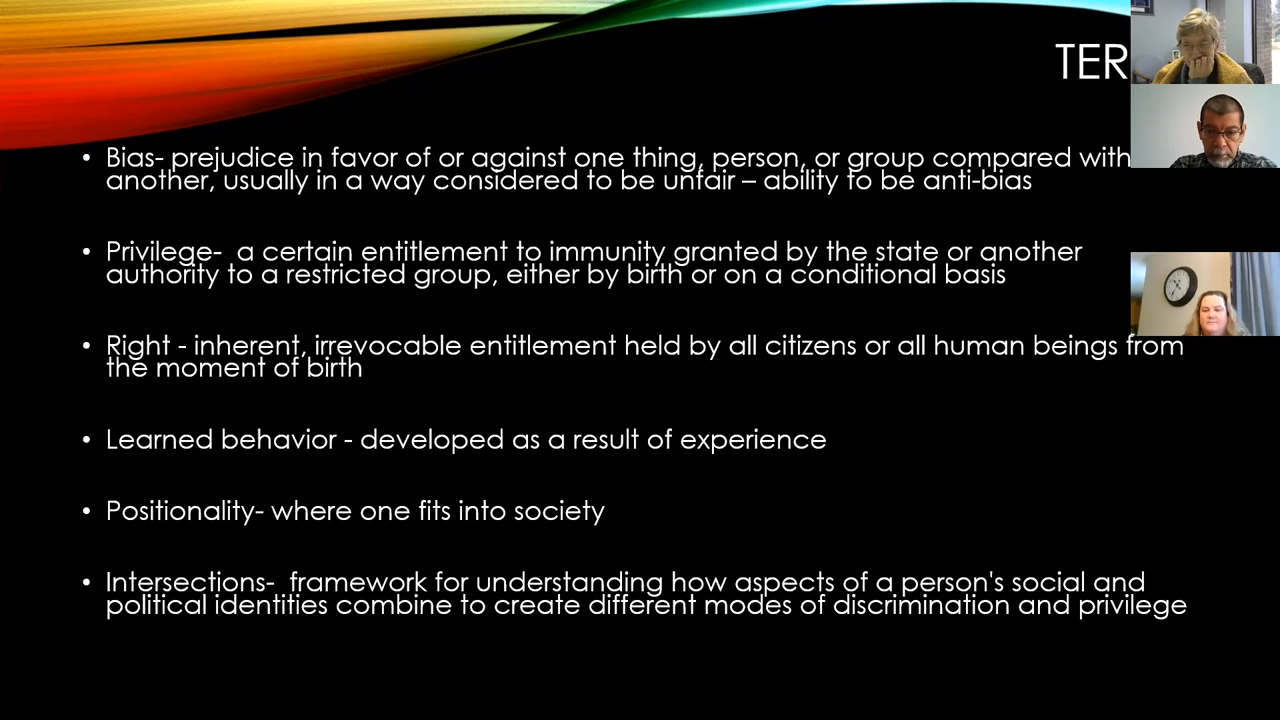 TER
• Bias- prejudice in favor of or against one thing, person, or group compared with
another, usually in a way considered to be unfair – ability to be anti-bias
• Privilege-  a certain entitlement to immunity granted by the state or another
authority to a restricted group, either by birth or on a conditional basis
• Right - inherent, irrevocable entitlement held by all citizens or all human beings from
the moment of birth
• Learned behavior - developed as a result of experience
• Positionality- where one fits into society
• Intersections-  framework for understanding how aspects of a person's social and
political identities combine to create different modes of discrimination and privilege